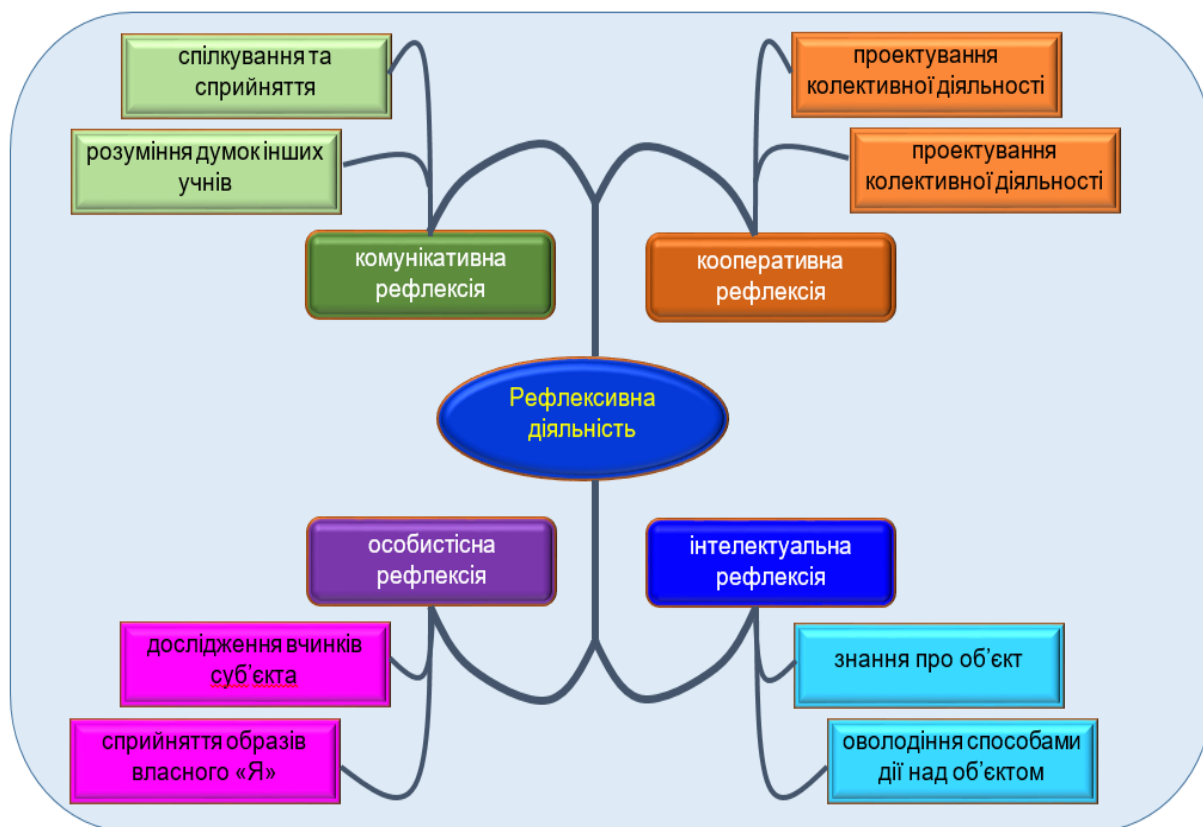 спілкування та
сприйняття
розуміння думок інших
учнів
комунікативна
рефлексія
проектування
колективної діяльності
проектування
колективної діяльності
кооперативна
рефлексія
Рефлексивна
діяльність
особистісна
рефлексія
дослідження вчинків
суб’єкта
сприйняття образів
власного «Я»
інтелектуальна
рефлексія
знання про об’єкт
оволодіння способами
дії над об’єктом